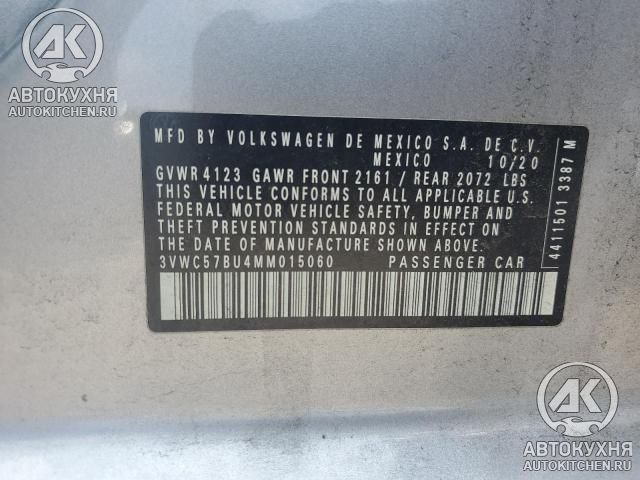 AK
АВТОКУХНЯ
AUTOKITCHEN.RU
MFD BY VOLKSWAGEN DE MEXICO S.A. DE C.V.
MEXICO 10/20
GVWR 4123 GAWR FRONT 2161 / REAR 2072 LBS
THIS VEHICLE CONFORMS TO ALL APPLICABLE U.S.
FEDERAL MOTOR VEHICLE SAFETY, BUMPER AND
THEFT PREVENTION STANDARDS IN EFFECT ON
THE DATE OF MANUFACTURE SHOWN ABOVE.
3VWC57BU4MM015060 PASSENGER CAR
4411501 3387 M
AK
АВТОКУХНЯ
AUTOKITCHEN.RU